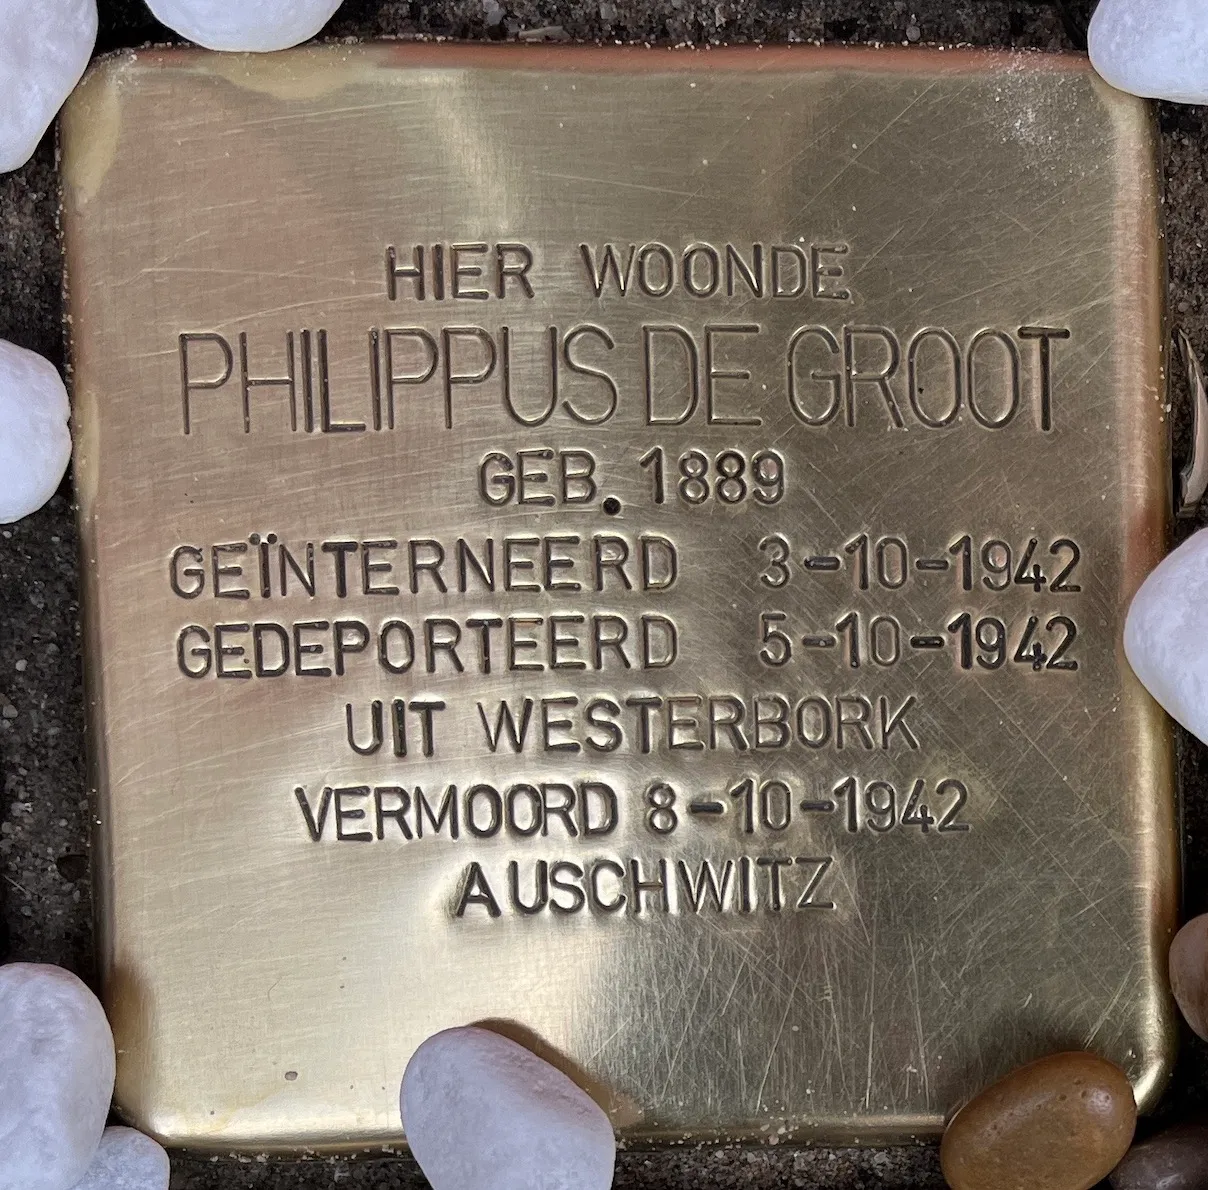 HIER WOONDE
PHILIPPUS DE GROOT
GEB. 1889
GEÏNTERNEERD 3-10-1942
GEDEPORTEERD 5-10-1942
UIT WESTERBORK
VERMOORD 8-10-1942
AUSCHWITZ